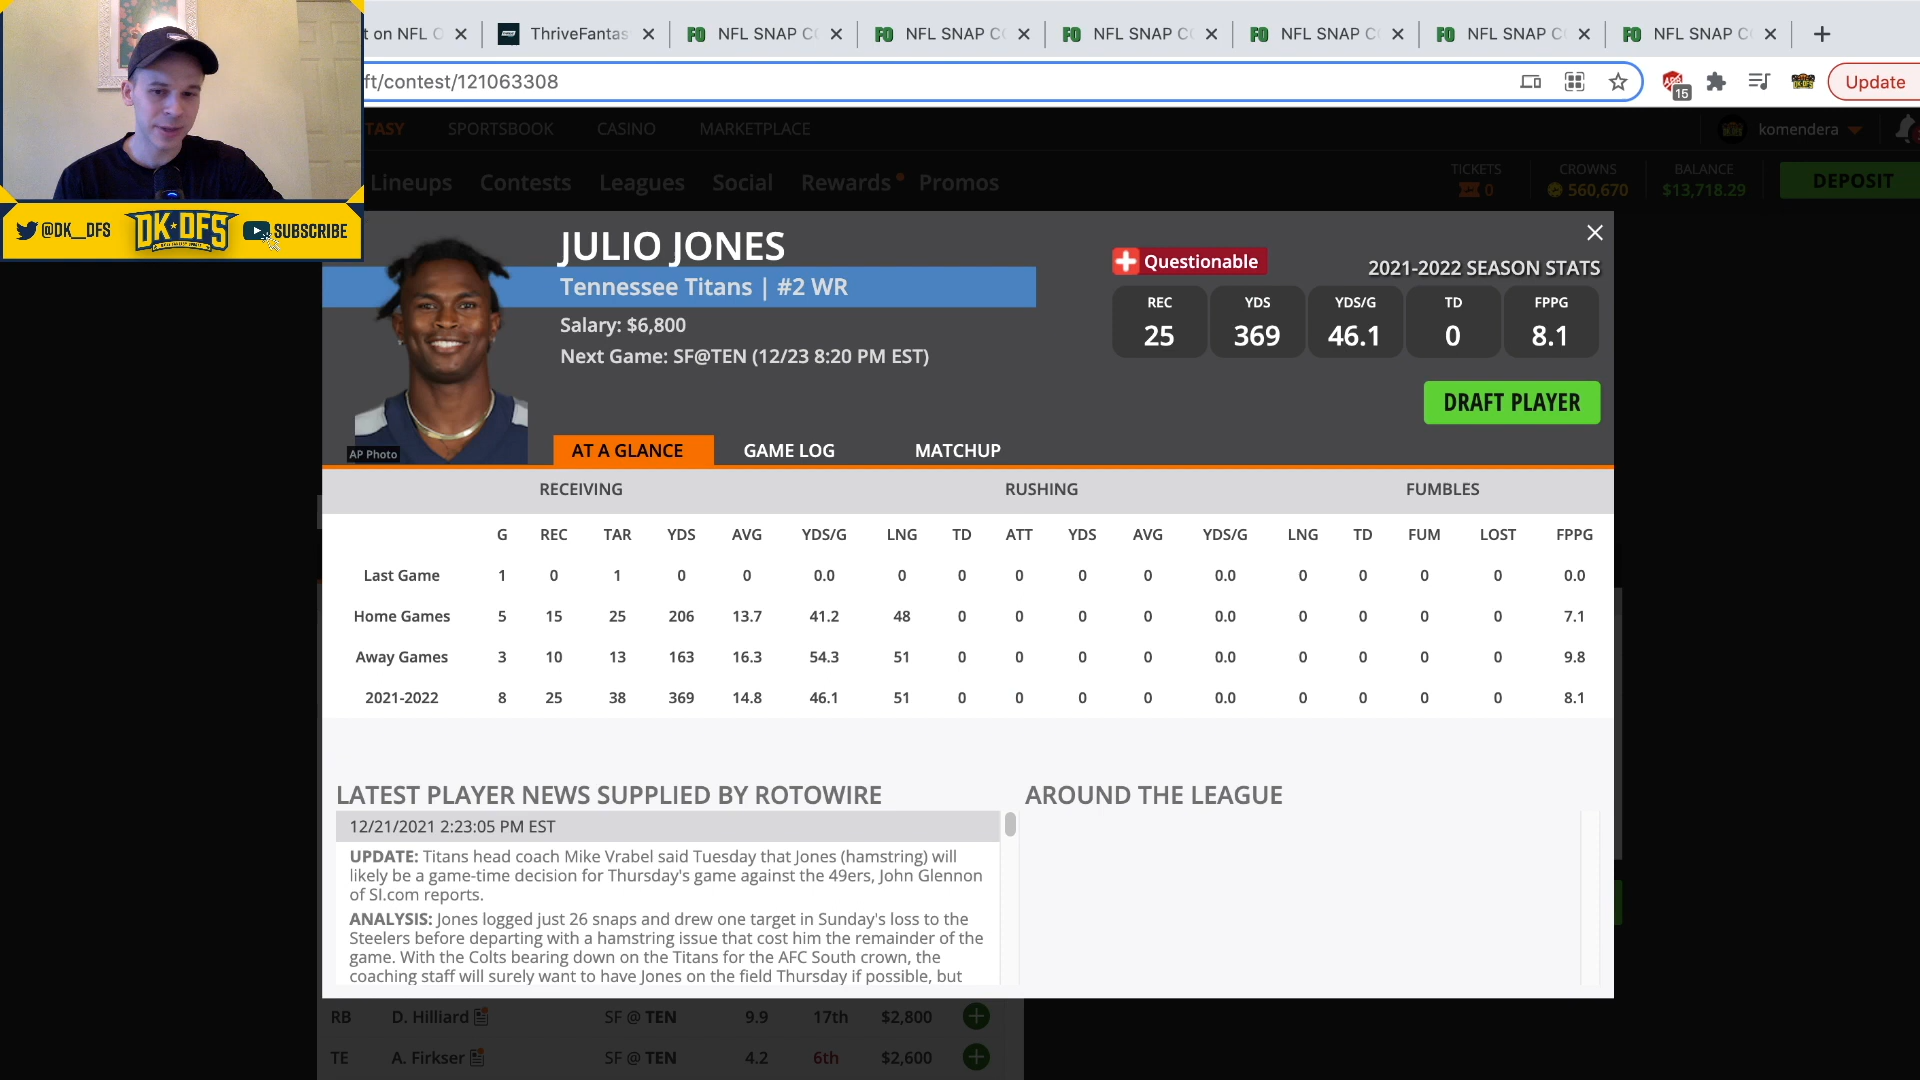 t on NFL
ThriveFantas
NFL SNAP
NFL SNAP
NFL SNAP
NFL SNAP
NFL SNAP
NFL SNAP
ft/contest/121063308
15
Update
TASY
SPORTSBOOK
CASINO
MARKETPLACE
komendera
Lineups
Contests
Leagues
Social
Rewards
Promos
TICKETS
0
CROWNS
560,670
BALANCE
$13,718.29
DEPOSIT
@DK__DFS
DK★DFS
SUBSCRIBE
JULIO JONES
Tennessee Titans | #2 WR
Salary: $6,800
Next Game: SF@TEN (12/23 8:20 PM EST)
Questionable
2021-2022 SEASON STATS
REC YDS YDS/G TD FPPG
25 369 46.1 0 8.1
DRAFT PLAYER
AP Photo
AT A GLANCE
GAME LOG
MATCHUP
RECEIVING RUSHING FUMBLES
G REC TAR YDS AVG YDS/G LNG TD ATT YDS AVG YDS/G LNG TD FUM LOST FPPG
Last Game 1 0 1 0 0 0.0 0 0 0 0 0 0.0 0 0 0 0 0.0
Home Games 5 15 25 206 13.7 41.2 48 0 0 0 0 0.0 0 0 0 0 7.1
Away Games 3 10 13 163 16.3 54.3 51 0 0 0 0 0.0 0 0 0 0 9.8
2021-2022 8 25 38 369 14.8 46.1 51 0 0 0 0 0.0 0 0 0 0 8.1
LATEST PLAYER NEWS SUPPLIED BY ROTOWIRE
AROUND THE LEAGUE
12/21/2021 2:23:05 PM EST
UPDATE: Titans head coach Mike Vrabel said Tuesday that Jones (hamstring) will
likely be a game-time decision for Thursday's game against the 49ers, John Glennon
of SI.com reports.
ANALYSIS: Jones logged just 26 snaps and drew one target in Sunday's loss to the
Steelers before departing with a hamstring issue that cost him the remainder of the
game. With the Colts bearing down on the Titans for the AFC South crown, the
coaching staff will surely want to have Jones on the field Thursday if possible, but
RB D. Hilliard SF @ TEN 9.9 17th $2,800
TE A. Firkser SF @ TEN 4.2 6th $2,600